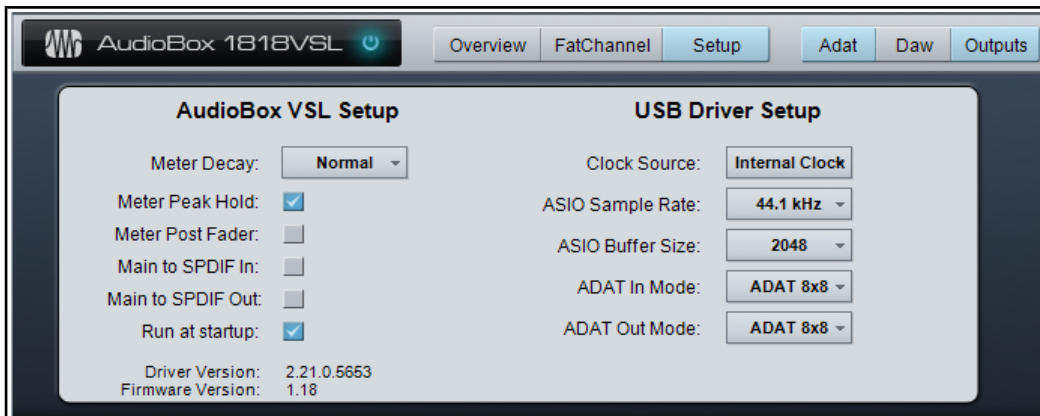 AudioBox 1818VSL
Overview FatChannel Setup Adat Daw Outputs
AudioBox VSL Setup
Meter Decay: Normal
Meter Peak Hold:
Meter Post Fader:
Main to SPDIF In:
Main to SPDIF Out:
Run at startup:
Driver Version: 2.21.0.5653
Firmware Version: 1.18
USB Driver Setup
Clock Source: Internal Clock
ASIO Sample Rate: 44.1 kHz
ASIO Buffer Size: 2048
ADAT In Mode: ADAT 8x8
ADAT Out Mode: ADAT 8x8